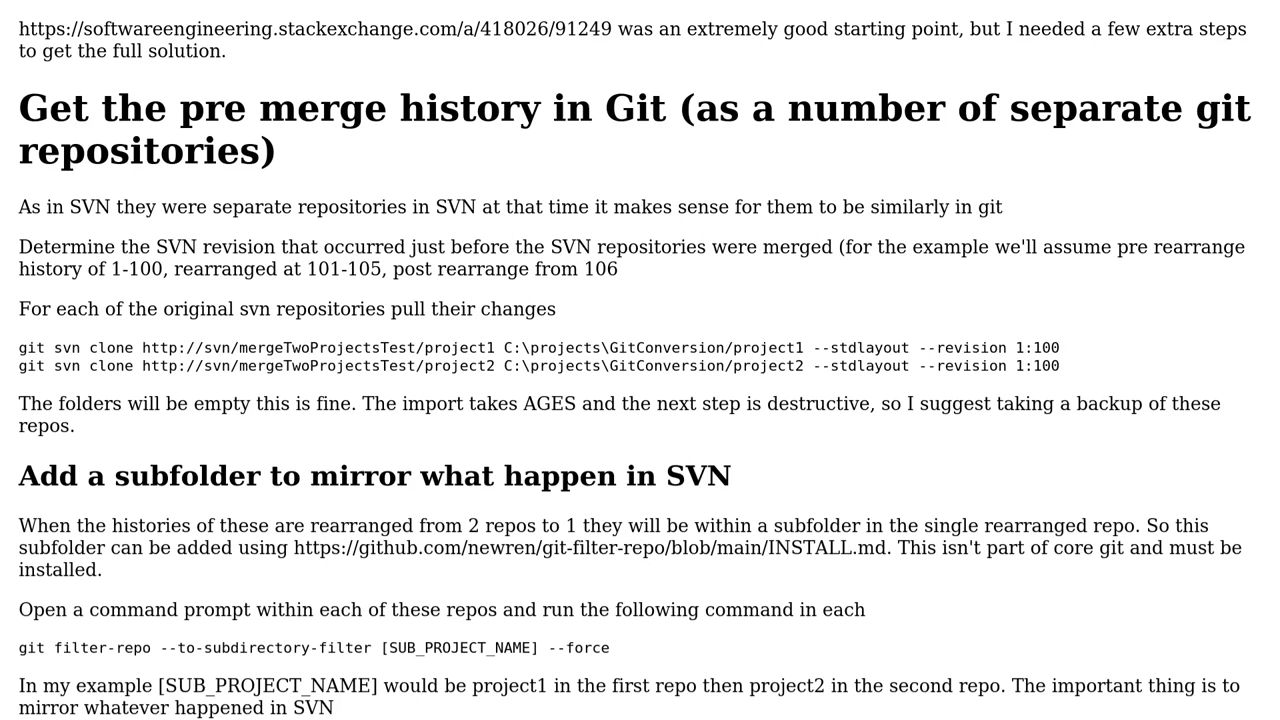 https://softwareengineering.stackexchange.com/a/418026/91249 was an extremely good starting point, but I needed a few extra steps
to get the full solution.
Get the pre merge history in Git (as a number of separate git
repositories)
As in SVN they were separate repositories in SVN at that time it makes sense for them to be similarly in git
Determine the SVN revision that occurred just before the SVN repositories were merged (for the example we'll assume pre rearrange
history of 1-100, rearranged at 101-105, post rearrange from 106
For each of the original svn repositories pull their changes
git svn clone http://svn/mergeTwoProjectsTest/project1 C:\projects\GitConversion/project1 --stdlayout --revision 1:100
git svn clone http://svn/mergeTwoProjectsTest/project2 C:\projects\GitConversion/project2 --stdlayout --revision 1:100
The folders will be empty this is fine. The import takes AGES and the next step is destructive, so I suggest taking a backup of these
repos.
Add a subfolder to mirror what happen in SVN
When the histories of these are rearranged from 2 repos to 1 they will be within a subfolder in the single rearranged repo. So this
subfolder can be added using https://github.com/newren/git-filter-repo/blob/main/INSTALL.md. This isn't part of core git and must be
installed.
Open a command prompt within each of these repos and run the following command in each
git filter-repo --to-subdirectory-filter [SUB_PROJECT_NAME] --force
In my example [SUB_PROJECT_NAME] would be project1 in the first repo then project2 in the second repo. The important thing is to
mirror whatever happened in SVN